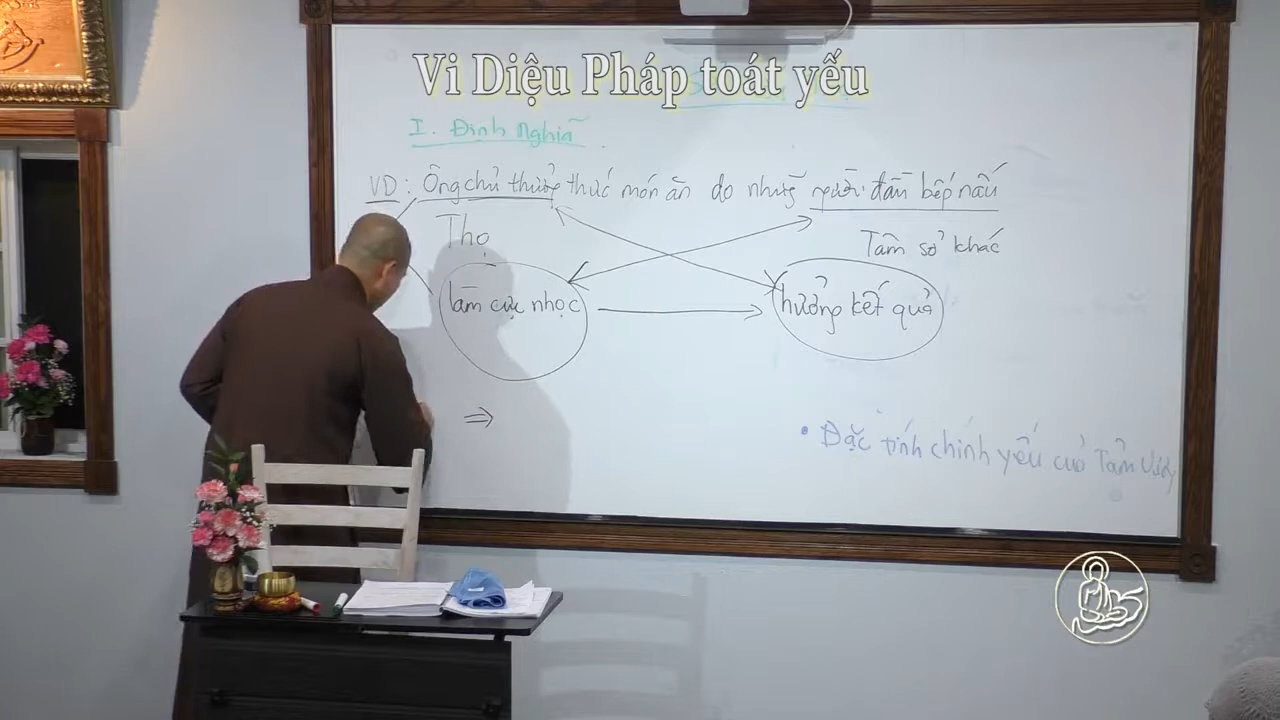 Vi Diệu Pháp toát yếu
I. Định Nghĩa
VD: Ông chủ thưởng thức món ăn do những người đầu bếp nấu
Thọ
Tâm sở khác
làm cực nhọc → hưởng kết quả
⇒
• Đặc tính chính yếu của Tâm Vương